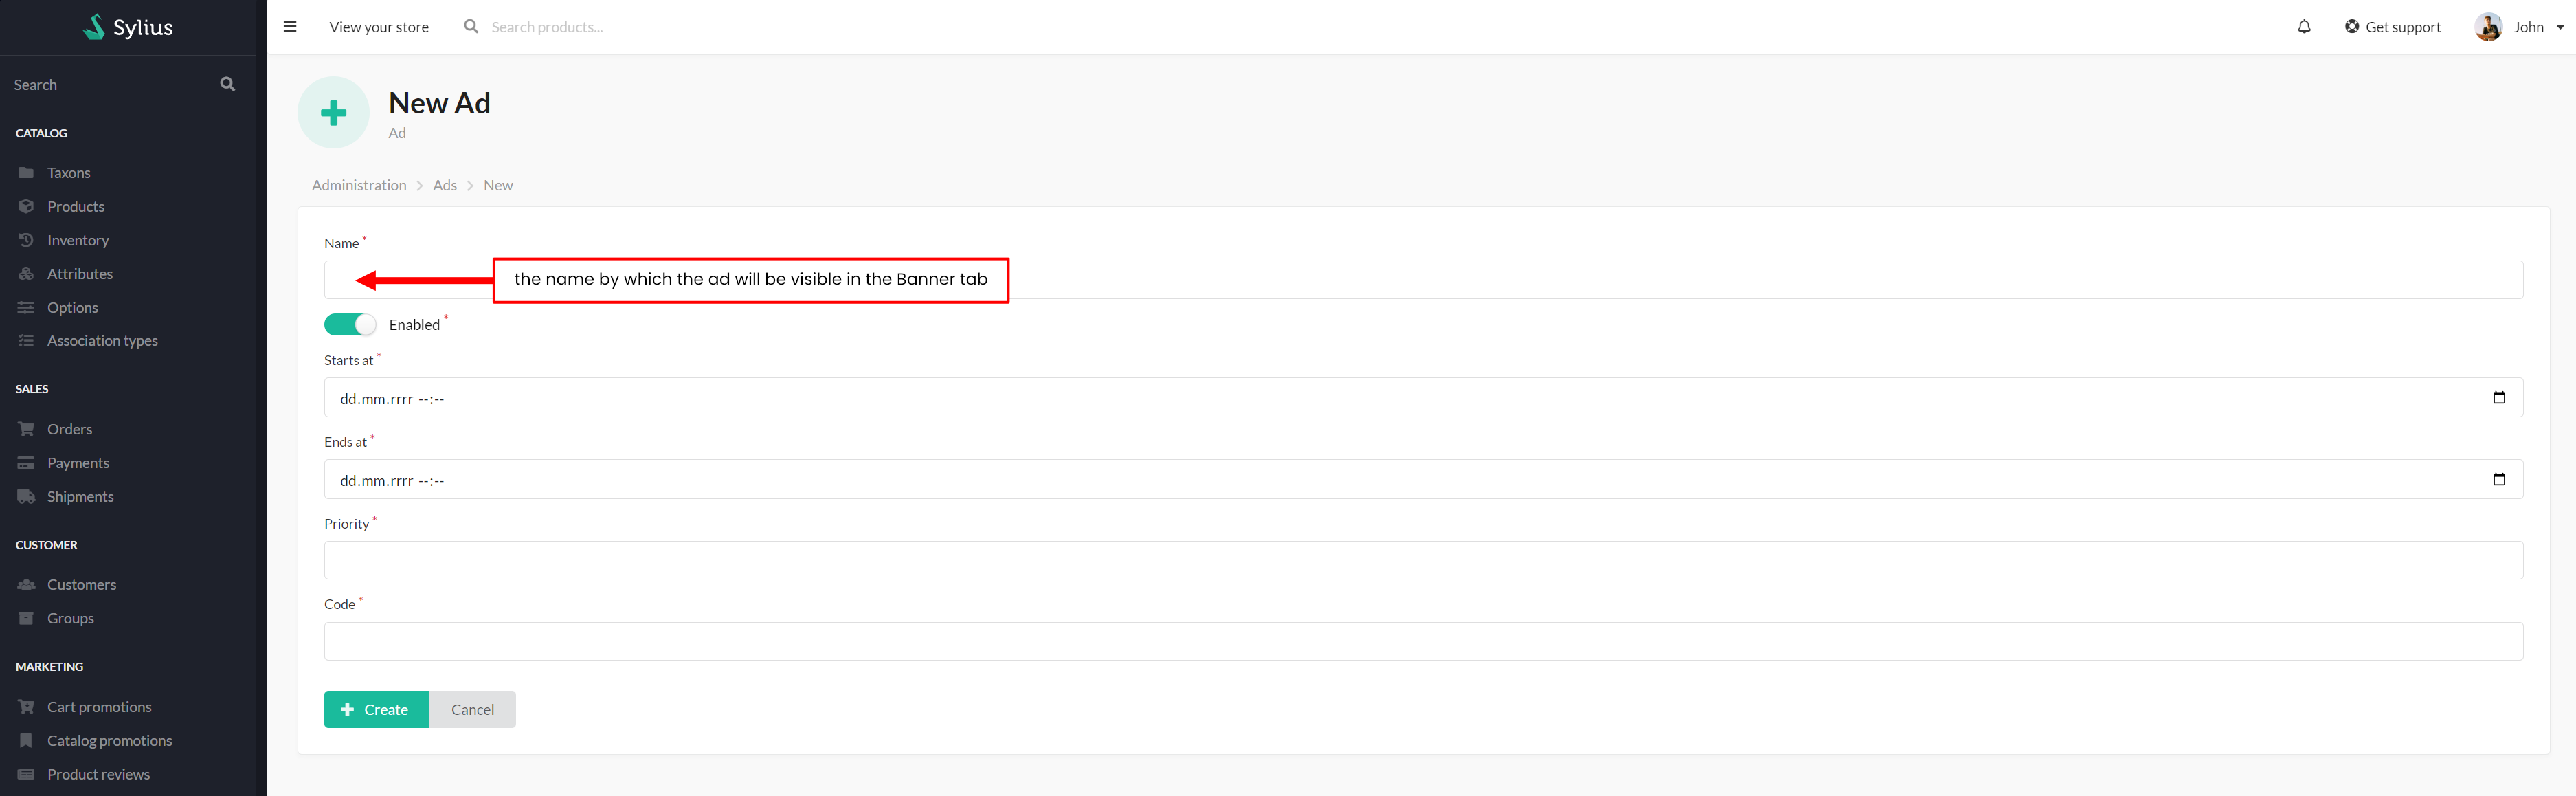 Sylius
View your store
Search products...
Get support
John
Search
CATALOG
Taxons
Products
Inventory
Attributes
Options
Association types
SALES
Orders
Payments
Shipments
CUSTOMER
Customers
Groups
MARKETING
Cart promotions
Catalog promotions
Product reviews
New Ad
Ad
Administration > Ads > New
Name *
the name by which the ad will be visible in the Banner tab
Enabled *
Starts at *
dd.mm.rrrr --:--
Ends at *
dd.mm.rrrr --:--
Priority *
Code *
Create
Cancel